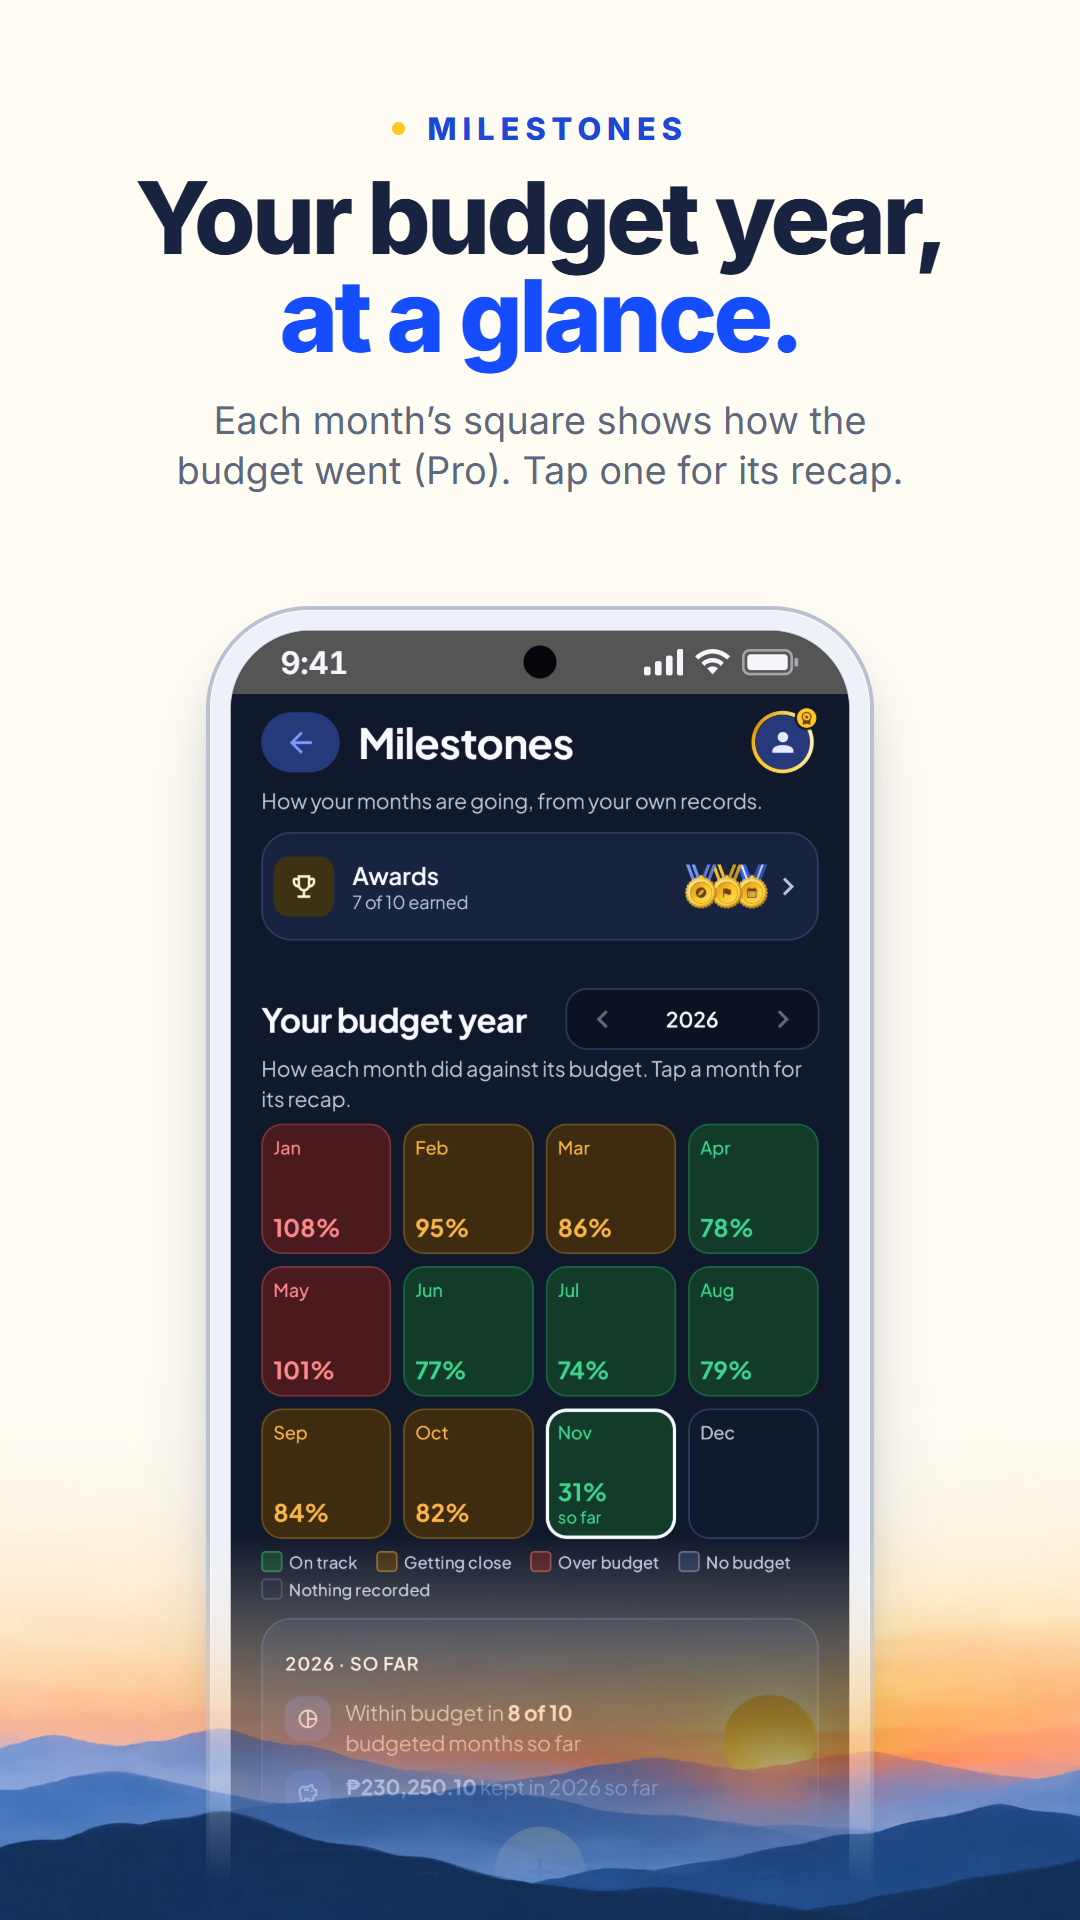 MILESTONES
Your budget year,
at a glance.
Each month’s square shows how the
budget went (Pro). Tap one for its recap.
9:41
Milestones
How your months are going, from your own records.
Awards
7 of 10 earned
Your budget year
2026
How each month did against its budget. Tap a month for
its recap.
Jan Feb Mar Apr
108% 95% 86% 78%
May Jun Jul Aug
101% 77% 74% 79%
Sep Oct Nov Dec
84% 82% 31%
so far
On track Getting close Over budget No budget
Nothing recorded
2026 · SO FAR
Within budget in 8 of 10
budgeted months so far
₱230,250.10 kept in 2026 so far